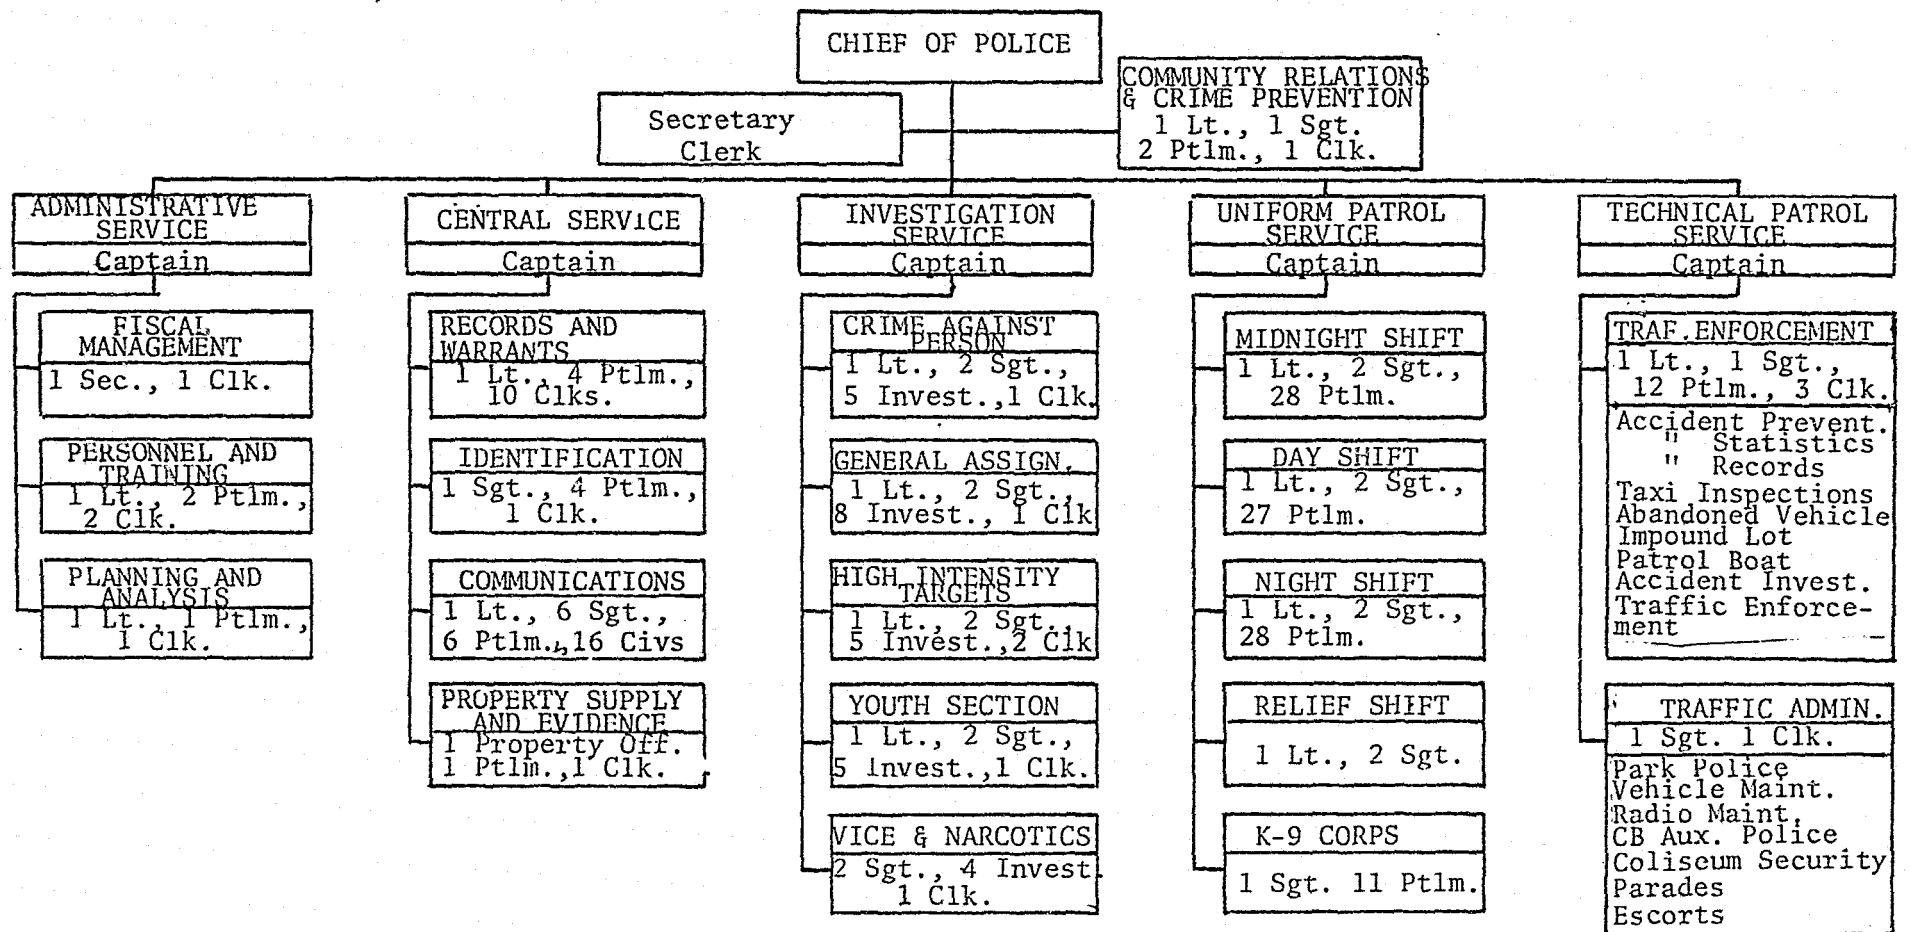 CHIEF OF POLICE
COMMUNITY RELATIONS
& CRIME PREVENTION
1 Lt., 1 Sgt.
2 Ptlm., 1 Clk.
Secretary
Clerk
ADMINISTRATIVE
SERVICE
Captain
FISCAL
MANAGEMENT
1 Sec., 1 Clk.
PERSONNEL AND
TRAINING
1 Lt., 2 Ptlm.,
2 Clk.
PLANNING AND
ANALYSIS
1 Lt., 1 Ptlm.,
1 Clk.
CENTRAL SERVICE
Captain
RECORDS AND
WARRANTS
1 Lt., 4 Ptlm.,
10 Clks.
IDENTIFICATION
1 Sgt., 4 Ptlm.,
1 Clk.
COMMUNICATIONS
1 Lt., 6 Sgt.,
6 Ptlm., 16 Civs
PROPERTY SUPPLY
AND EVIDENCE
1 Property Off.
1 Ptlm.,1 Clk.
INVESTIGATION
SERVICE
Captain
CRIME AGAINST
PERSON
1 Lt., 2 Sgt.,
5 Invest.,1 Clk.
GENERAL ASSIGN.
1 Lt., 2 Sgt.,
8 Invest., 1 Clk
HIGH INTENSITY
TARGETS
1 Lt., 2 Sgt.,
5 Invest.,2 Clk
YOUTH SECTION
1 Lt., 2 Sgt.,
5 Invest.,1 Clk.
VICE & NARCOTICS
2 Sgt., 4 Invest.
1 Clk.
UNIFORM PATROL
SERVICE
Captain
MIDNIGHT SHIFT
1 Lt., 2 Sgt.,
28 Ptlm.
DAY SHIFT
1 Lt., 2 Sgt.,
27 Ptlm.
NIGHT SHIFT
1 Lt., 2 Sgt.,
28 Ptlm.
RELIEF SHIFT
1 Lt., 2 Sgt.
K-9 CORPS
1 Sgt. 11 Ptlm.
TECHNICAL PATROL
SERVICE
Captain
TRAF.ENFORCEMENT
1 Lt., 1 Sgt.,
12 Ptlm., 3 Clk.
Accident Prevent.
" Statistics
" Records
Taxi Inspections
Abandoned Vehicle
Impound Lot
Patrol Boat
Accident Invest.
Traffic Enforce-
ment
TRAFFIC ADMIN.
1 Sgt. 1 Clk.
Park Police
Vehicle Maint.
Radio Maint.
CB Aux. Police
Coliseum Security
Parades
Escorts